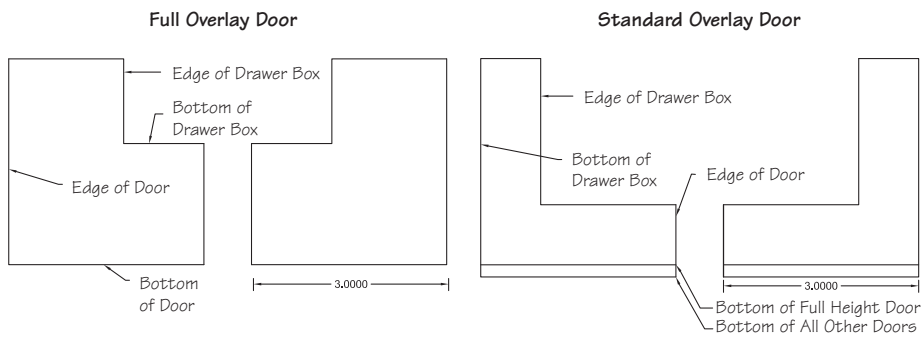 Full Overlay Door
Edge of Drawer Box
Bottom of
Drawer Box
Edge of Door
Bottom
of Door
3.0000
Standard Overlay Door
Edge of Drawer Box
Bottom of
Drawer Box
Edge of Door
3.0000
Bottom of Full Height Door
Bottom of All Other Doors